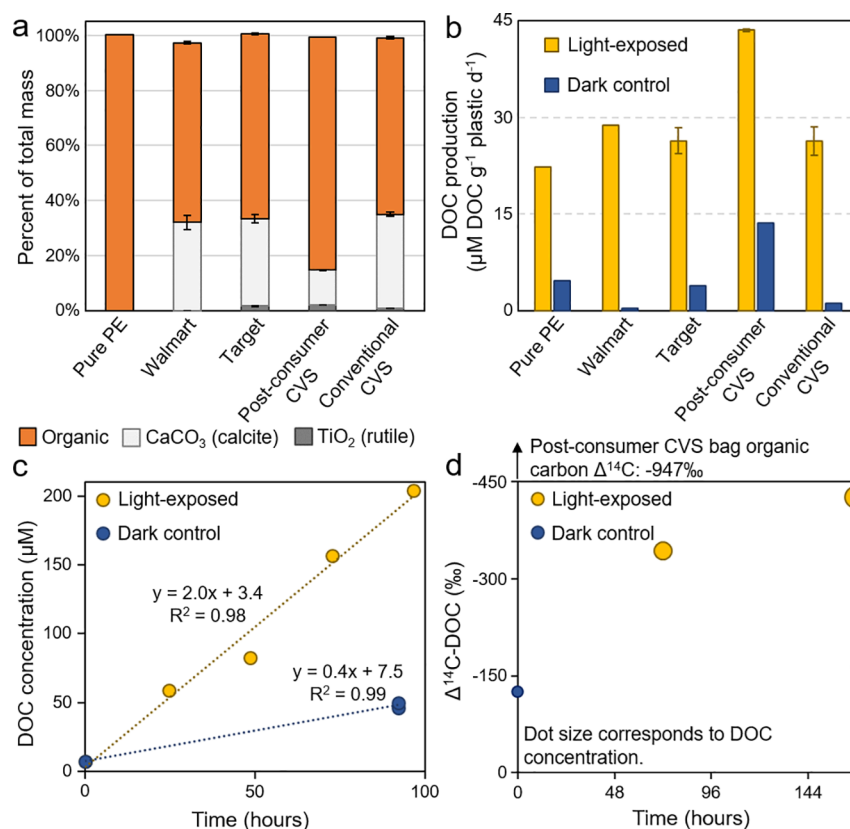 a
Percent of total mass
100%
80%
60%
40%
20%
0%
Pure PE
Walmart
Target
Post-consumer
CVS
Conventional
CVS
Organic
CaCO₃ (calcite)
TiO₂ (rutile)
b
DOC production
(µM DOC g⁻¹ plastic d⁻¹)
45
30
15
0
Light-exposed
Dark control
Pure PE
Walmart
Target
Post-consumer
CVS
Conventional
CVS
c
DOC concentration (µM)
200
150
100
50
0
Light-exposed
Dark control
y = 2.0x + 3.4
R² = 0.98
y = 0.4x + 7.5
R² = 0.99
0
50
100
Time (hours)
d
Post-consumer CVS bag organic
carbon Δ¹⁴C: -947‰
Δ¹⁴C-DOC (‰)
-450
-300
-150
0
Light-exposed
Dark control
Dot size corresponds to DOC
concentration.
0
48
96
144
Time (hours)